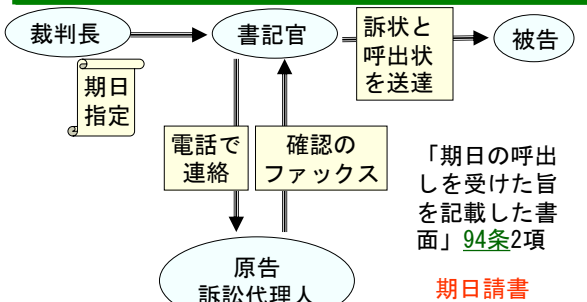 裁判長
書記官
訴状と
呼出状
を送達
被告
期日
指定
電話で
連絡
確認の
ファックス
「期日の呼出
しを受けた旨
を記載した書
面」94条2項
期日請書
原告
訴訟代理人